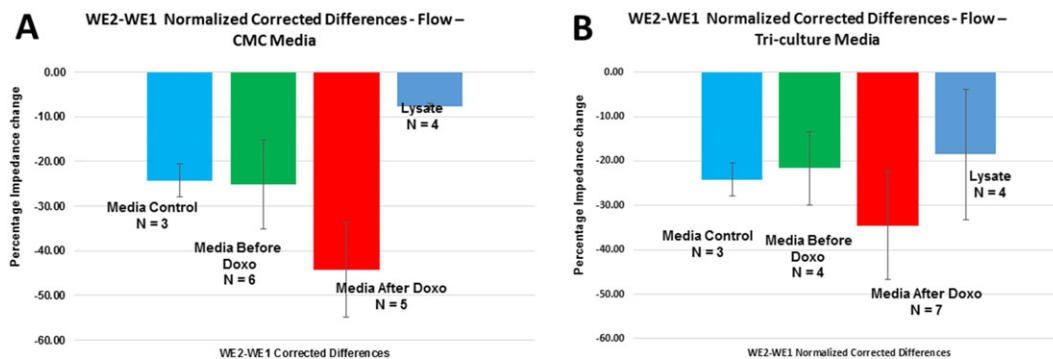 A
WE2-WE1 Normalized Corrected Differences - Flow –
CMC Media
Percentage Impedance change
0.00
-10.00
-20.00
-30.00
-40.00
-50.00
-60.00
Media Control
N = 3
Media Before
Doxo
N = 6
Media After Doxo
N = 5
Lysate
N = 4
WE2-WE1 Corrected Differences
B
WE2-WE1 Normalized Corrected Differences - Flow –
Tri-culture Media
Percentage Impedance change
0.00
-10.00
-20.00
-30.00
-40.00
-50.00
-60.00
Media Control
N = 3
Media Before
Doxo
N = 4
Media After Doxo
N = 7
Lysate
N = 4
WE2-WE1 Normalized Corrected Differences